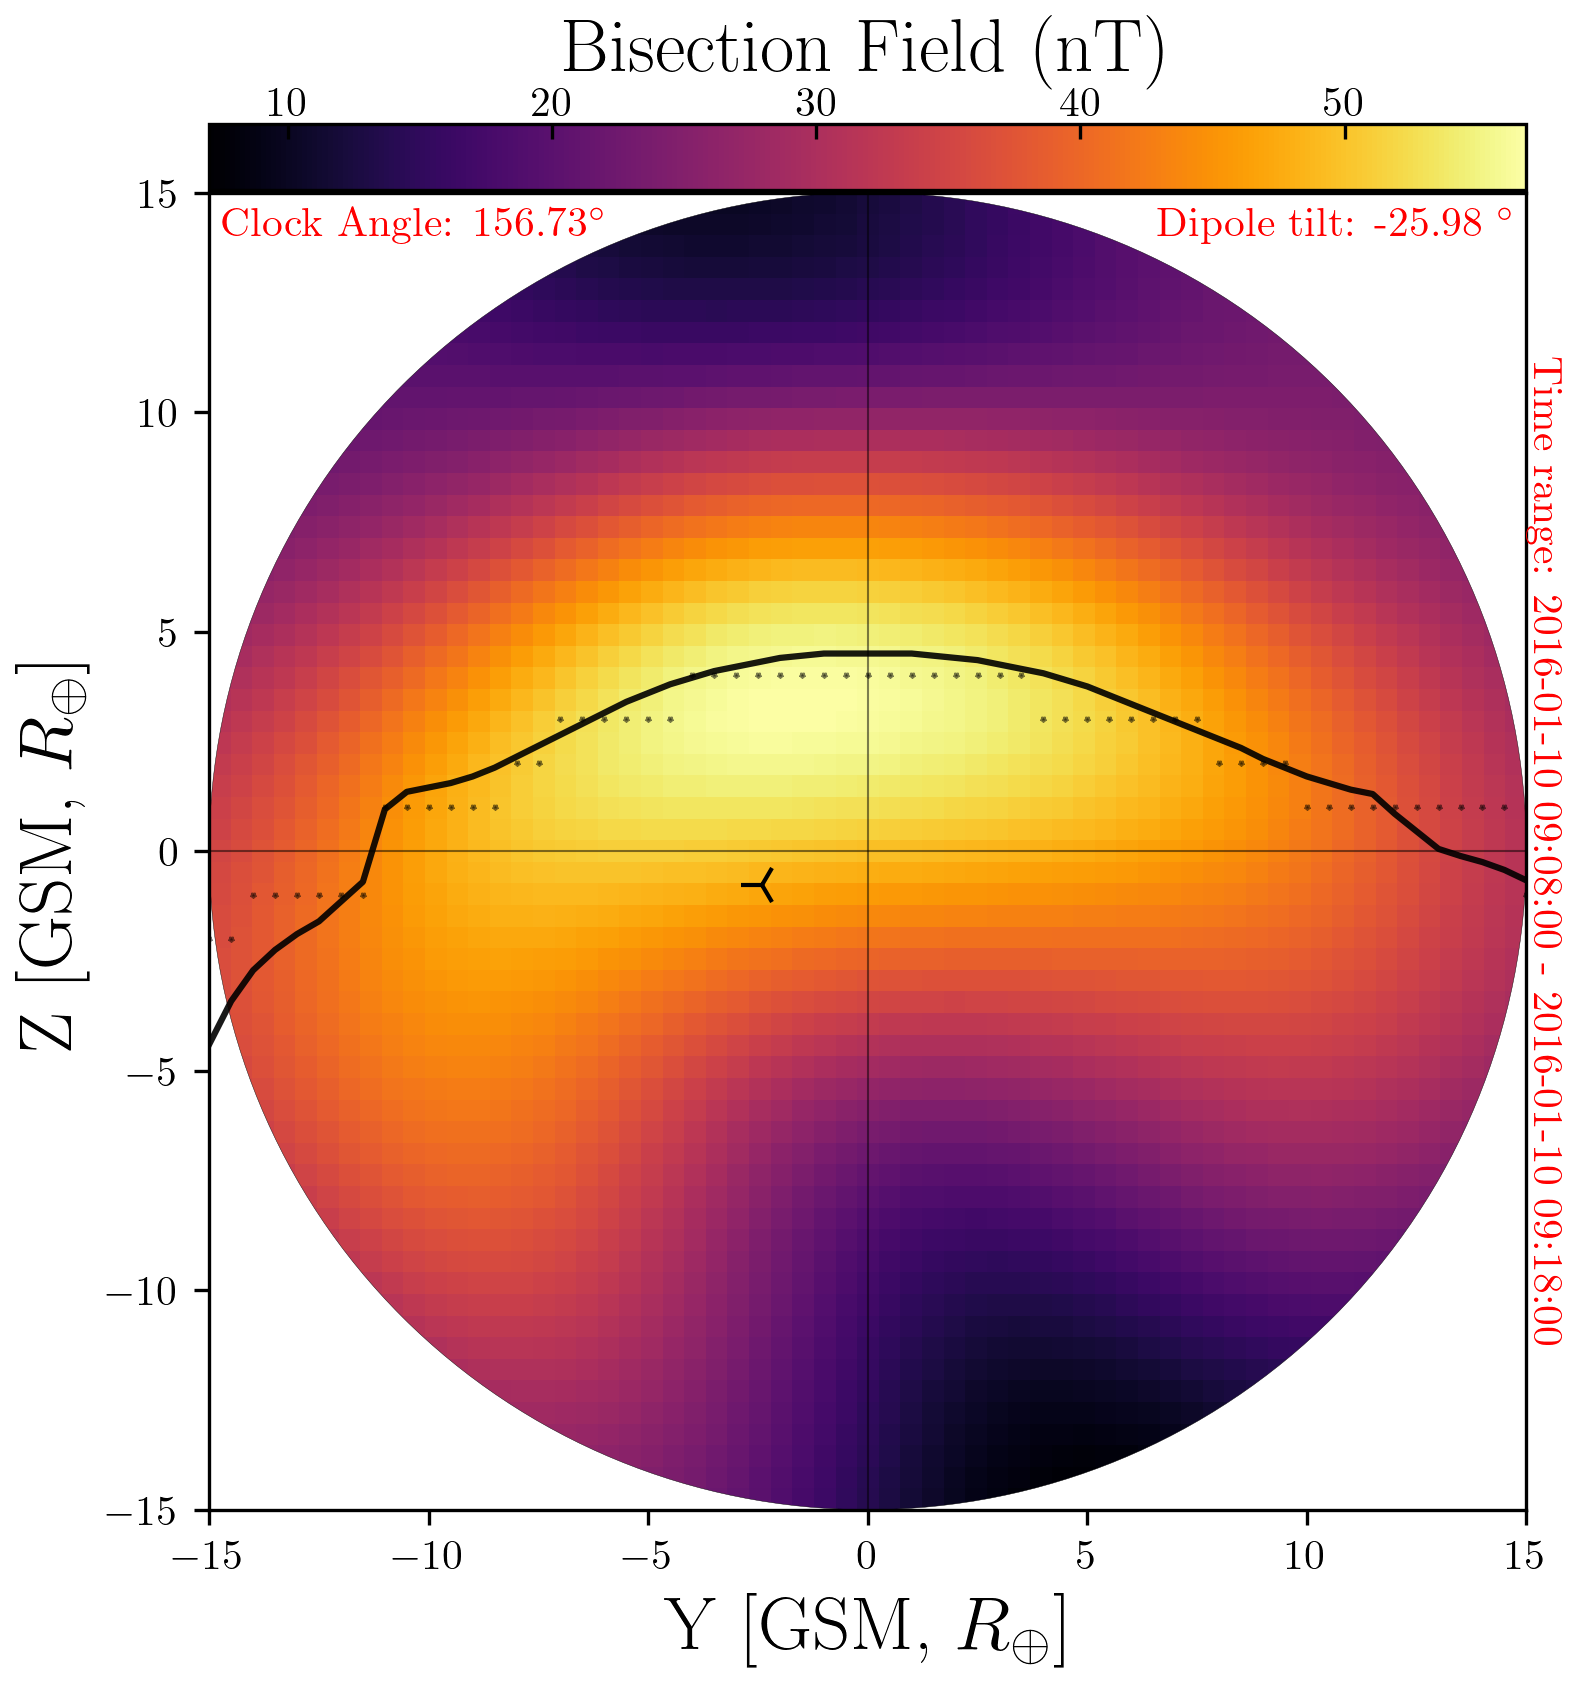 Bisection Field (nT)
10 20 30 40 50
Clock Angle: 156.73°
Dipole tilt: -25.98 °
15
10
5
0
−5
−10
−15
Z [GSM, R⊕]
Time range: 2016-01-10 09:08:00 - 2016-01-10 09:18:00
−15 −10 −5 0 5 10 15
Y [GSM, R⊕]